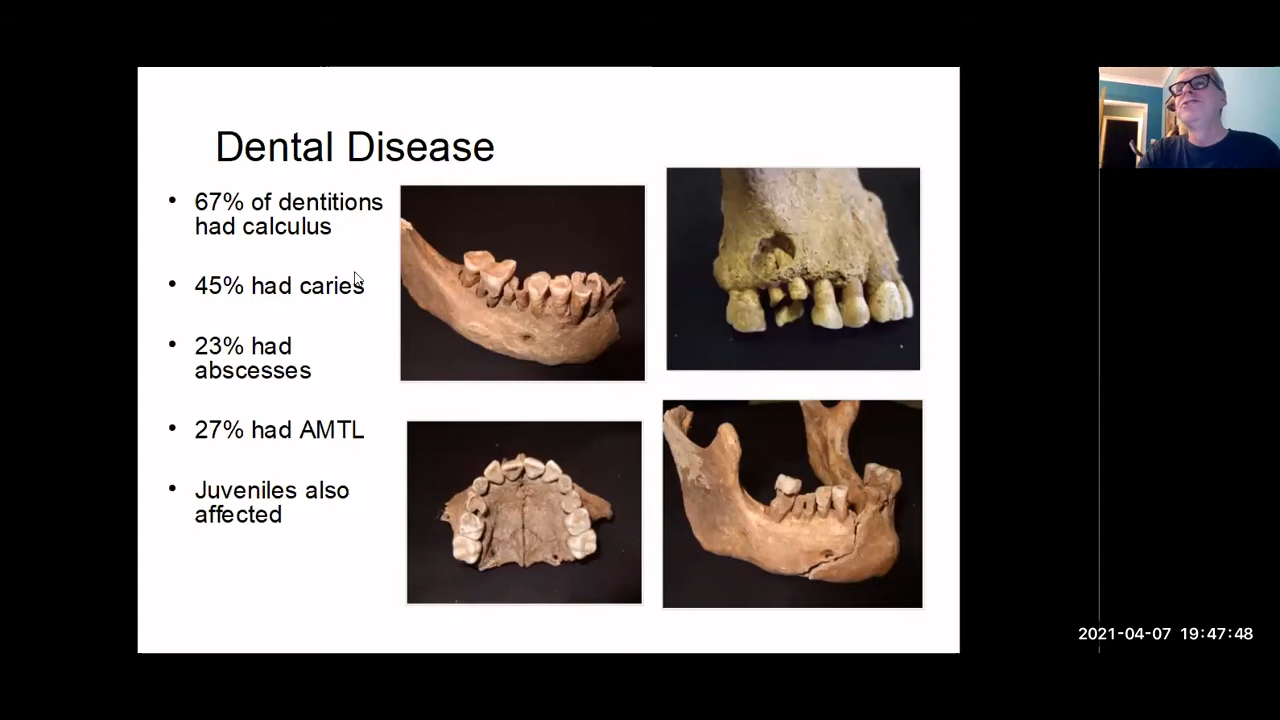 Dental Disease
• 67% of dentitions
had calculus
• 45% had caries
• 23% had
abscesses
• 27% had AMTL
• Juveniles also
affected
2021-04-07 19:47:48